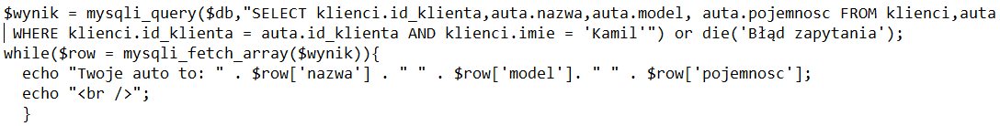 $wynik = mysqli_query($db,"SELECT klienci.id_klienta,auta.nazwa,auta.model, auta.pojemnosc FROM klienci,auta
WHERE klienci.id_klienta = auta.id_klienta AND klienci.imie = 'Kamil'") or die('Błąd zapytania');
while($row = mysqli_fetch_array($wynik)){
  echo "Twoje auto to: " . $row['nazwa'] . " " . $row['model']. " " . $row['pojemnosc'];
  echo "<br />";
  }